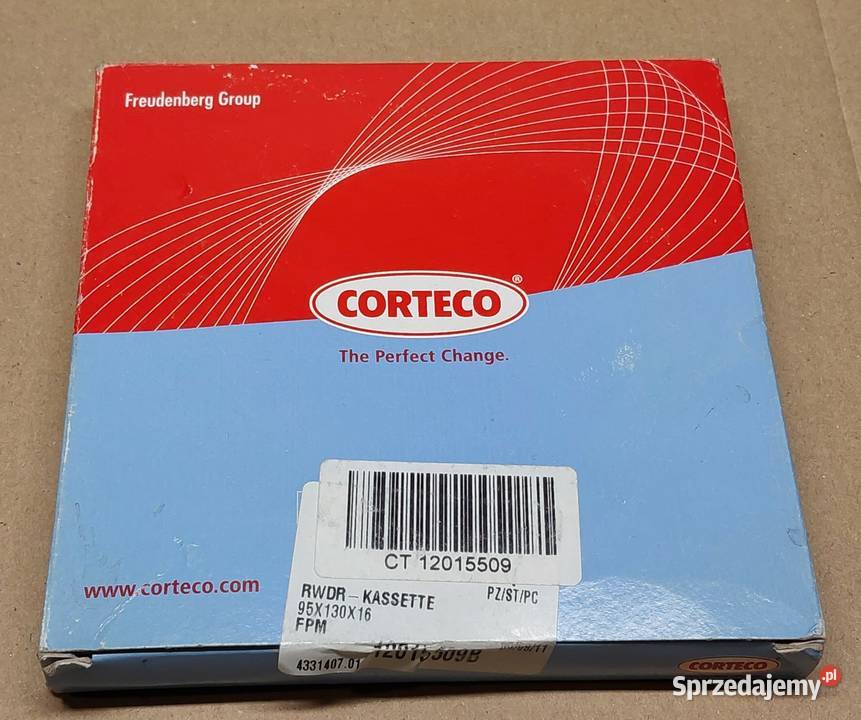 Freudenberg Group
CORTECO®
The Perfect Change.
CT 12015509
www.corteco.com
RWDR-KASSETTE PZ/ST/PC
95X130X16
FPM
12015509B
4331407.01
CORTECO
Sprzedajemy.pl